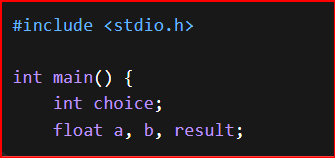 #include <stdio.h>

int main() {
    int choice;
    float a, b, result;